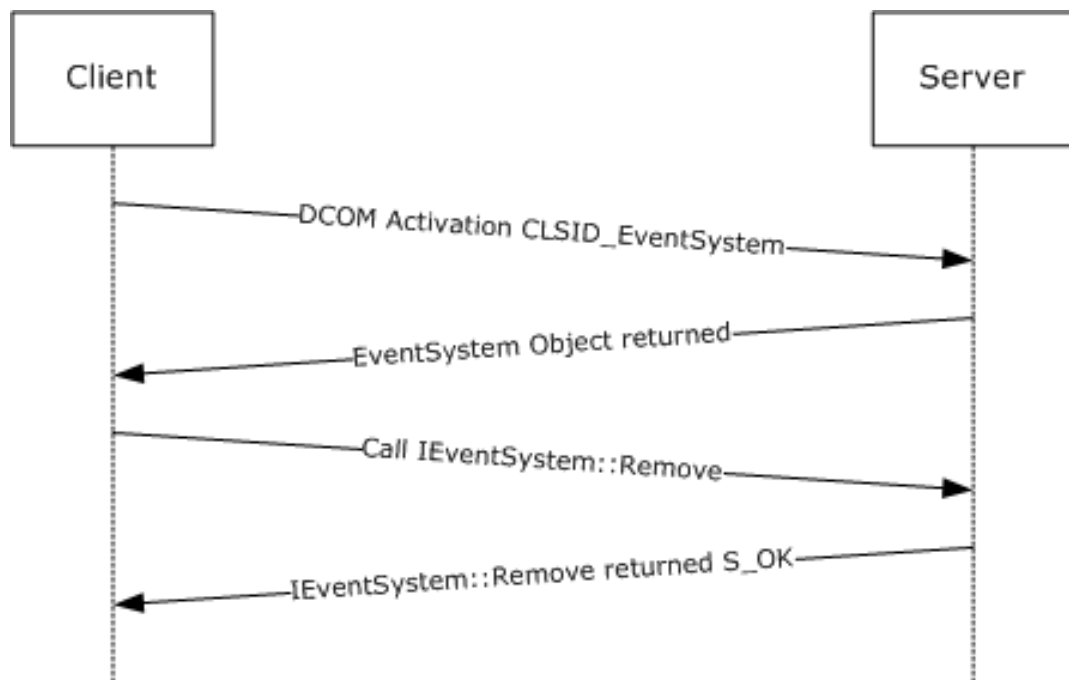 Client
Server
DCOM Activation CLSID_EventSystem
EventSystem Object returned
Call IEventSystem::Remove
IEventSystem::Remove returned S_OK